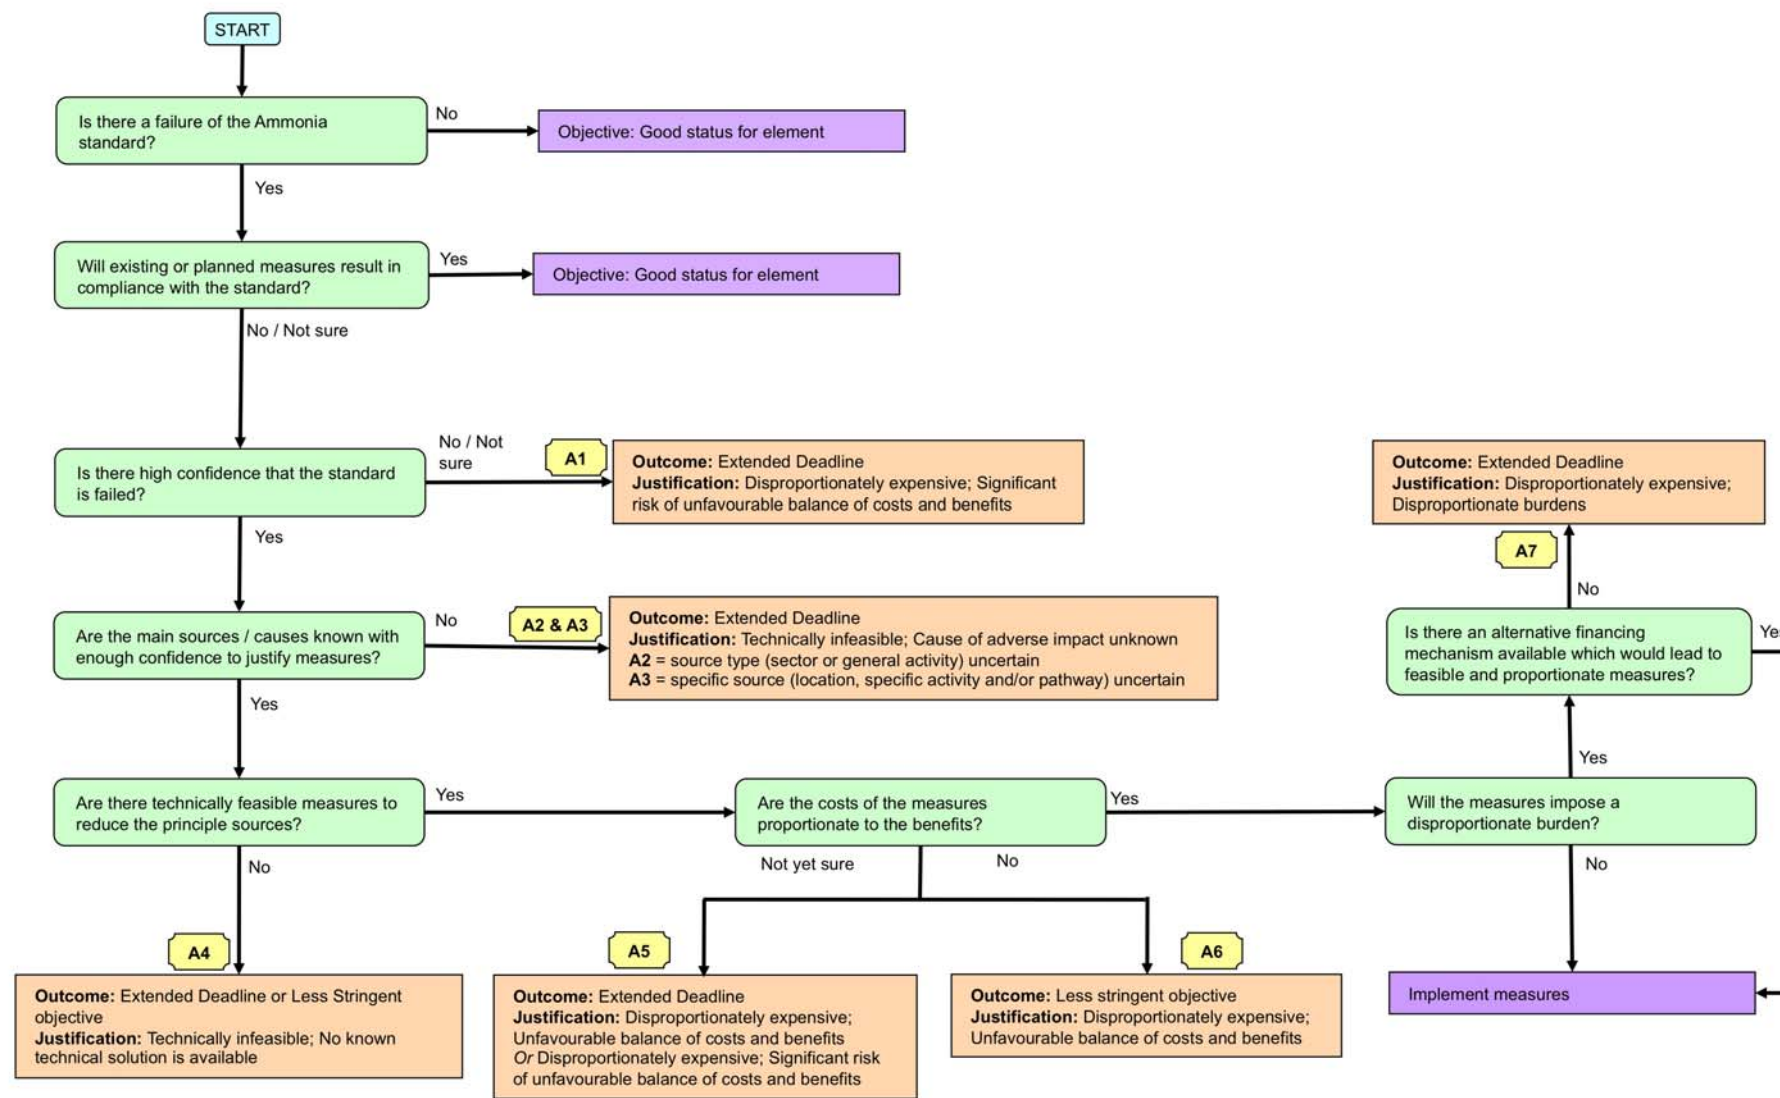 START
Is there a failure of the Ammonia
standard?
No
Objective: Good status for element
Yes
Will existing or planned measures result in
compliance with the standard?
Yes
Objective: Good status for element
No / Not sure
Is there high confidence that the standard
is failed?
No / Not
sure
A1
Outcome: Extended Deadline
Justification: Disproportionately expensive; Significant
risk of unfavourable balance of costs and benefits
Yes
Are the main sources / causes known with
enough confidence to justify measures?
No
A2 & A3
Outcome: Extended Deadline
Justification: Technically infeasible; Cause of adverse impact unknown
A2 = source type (sector or general activity) uncertain
A3 = specific source (location, specific activity and/or pathway) uncertain
Yes
Are there technically feasible measures to
reduce the principle sources?
Yes
Are the costs of the measures
proportionate to the benefits?
Yes
Will the measures impose a
disproportionate burden?
Yes
Is there an alternative financing
mechanism available which would lead to
feasible and proportionate measures?
Yes
No
A7
Outcome: Extended Deadline
Justification: Disproportionately expensive;
Disproportionate burdens
No
Implement measures
No
A4
Outcome: Extended Deadline or Less Stringent
objective
Justification: Technically infeasible; No known
technical solution is available
Not yet sure
No
A5
Outcome: Extended Deadline
Justification: Disproportionately expensive;
Unfavourable balance of costs and benefits
Or Disproportionately expensive; Significant risk
of unfavourable balance of costs and benefits
A6
Outcome: Less stringent objective
Justification: Disproportionately expensive;
Unfavourable balance of costs and benefits